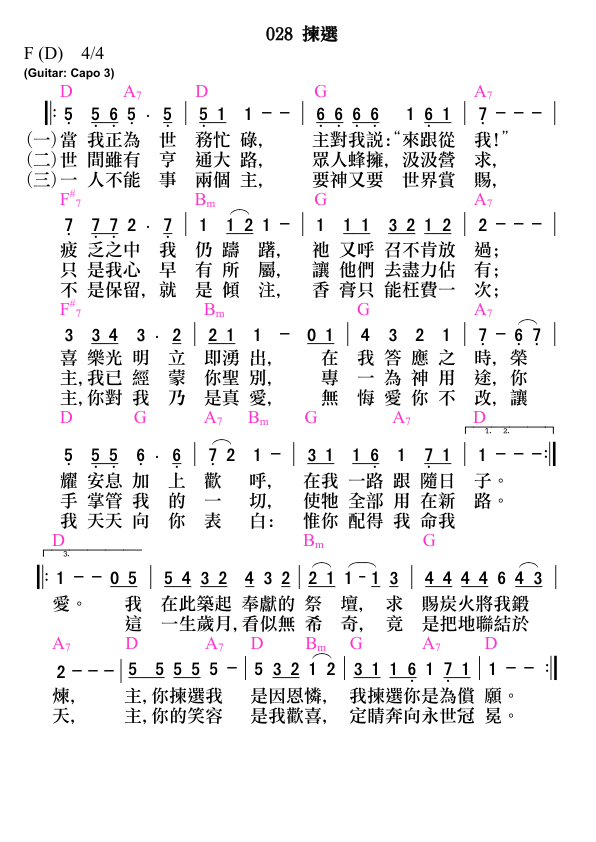 028 揀選
F (D) 4/4
(Guitar: Capo 3)
D A7 D G A7
‖: 5 5 6 5 · 5 | 5 1 1 – – | 6 6 6 6 1 6 1 | 7 – – – |
(一)當 我正為 世 務忙 碌, 主對我説:“來跟從 我!”
(二)世 間雖有 亨 通大 路, 眾人蜂擁, 汲汲營 求,
(三)一 人不能 事 兩個 主, 要神又要 世界賞 賜,
F#7 Bm G A7
7 7 7 2 · 7 | 1 1 2 1 – | 1 1 1 3 2 1 2 | 2 – – – |
疲 乏之中 我 仍 躊 躇, 祂 又呼 召不肯放 過;
只 是我心 早 有 所 屬, 讓 他們 去盡力佔 有;
不 是保留, 就 是 傾 注, 香 膏只 能枉費一 次;
F#7 Bm G A7
3 3 4 3 · 2 | 2 1 1 – 0 1 | 4 3 2 1 | 7 – 6 7 |
喜 樂光 明 立 即湧 出, 在 我 答 應 之 時, 榮
主, 我已 經 蒙 你聖 別, 專 一 為 神 用 途, 你
主, 你對 我 乃 是真 愛, 無 悔 愛 你 不 改, 讓
D G A7 Bm G A7 D
1. 2.
5 5 5 6 · 6 | 7 2 1 – | 3 1 1 6 1 7 1 | 1 – – – :‖
耀 安息 加 上 歡 呼, 在我 一路 跟 隨日 子。
手 掌管 我 的 一 切, 使牠 全部 用 在新 路。
我 天天 向 你 表 白: 惟你 配得 我 命我
D Bm G
3.
‖: 1 – – 0 5 | 5 4 3 2 4 3 2 | 2 1 1 – 1 3 | 4 4 4 4 6 4 3 |
愛。 我 在此築起 奉獻的 祭 壇, 求 賜炭火將我鍛
這 一生歲月, 看似無 希 奇, 竟 是把地聯結於
A7 D A7 D Bm G A7 D
2 – – – | 5 5 5 5 5 – | 5 3 2 1 2 | 3 1 1 6 1 7 1 | 1 – – :‖
煉, 主, 你揀選我 是因恩憐, 我揀選你是為償 願。
天, 主, 你的笑容 是我歡喜, 定睛奔向永世冠 冕。